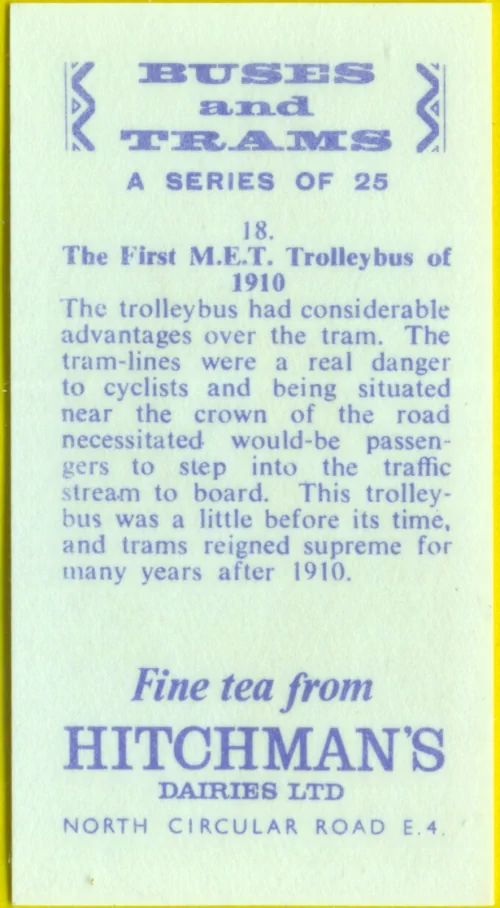 BUSES
and
TRAMS
A SERIES OF 25
18.
The First M.E.T. Trolleybus of
1910
The trolleybus had considerable
advantages over the tram. The
tram-lines were a real danger
to cyclists and being situated
near the crown of the road
necessitated would-be passen-
gers to step into the traffic
stream to board. This trolley-
bus was a little before its time,
and trams reigned supreme for
many years after 1910.
Fine tea from
HITCHMAN'S
DAIRIES LTD
NORTH CIRCULAR ROAD E.4.